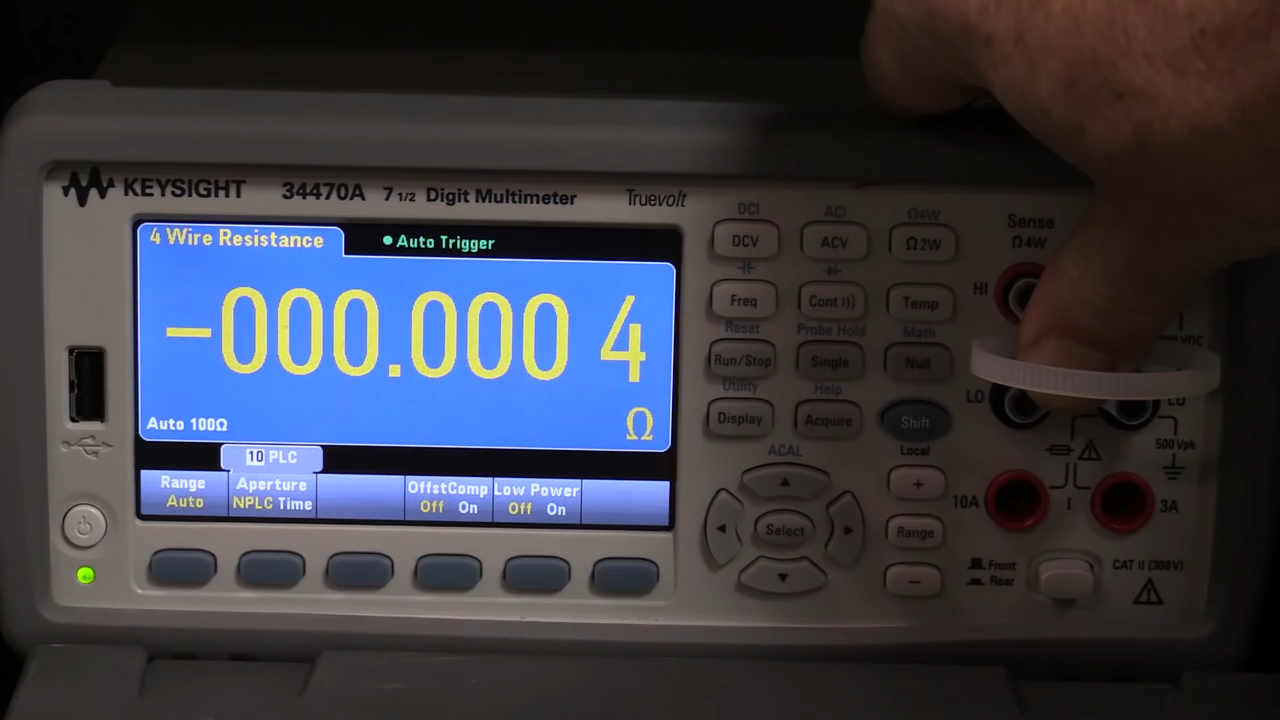 KEYSIGHT 34470A 7 1/2 Digit Multimeter Truevolt
4 Wire Resistance
Auto Trigger
-000.000 4
Auto 100Ω
Ω
10 PLC
Range
Auto
Aperture
NPLC Time
OffstComp
Off On
Low Power
Off On
DCI ACI Ω4W
DCV ACV Ω2W
Freq Cont Temp
Reset Probe Hold Math
Run/Stop Single Null
Utility Help
Display Acquire Shift
Local
ACAL
+
Select
Range
-
Sense
Ω4W
HI
VDC
LO LO
500Vpk
10A I 3A
Front
Rear
CAT II (300V)